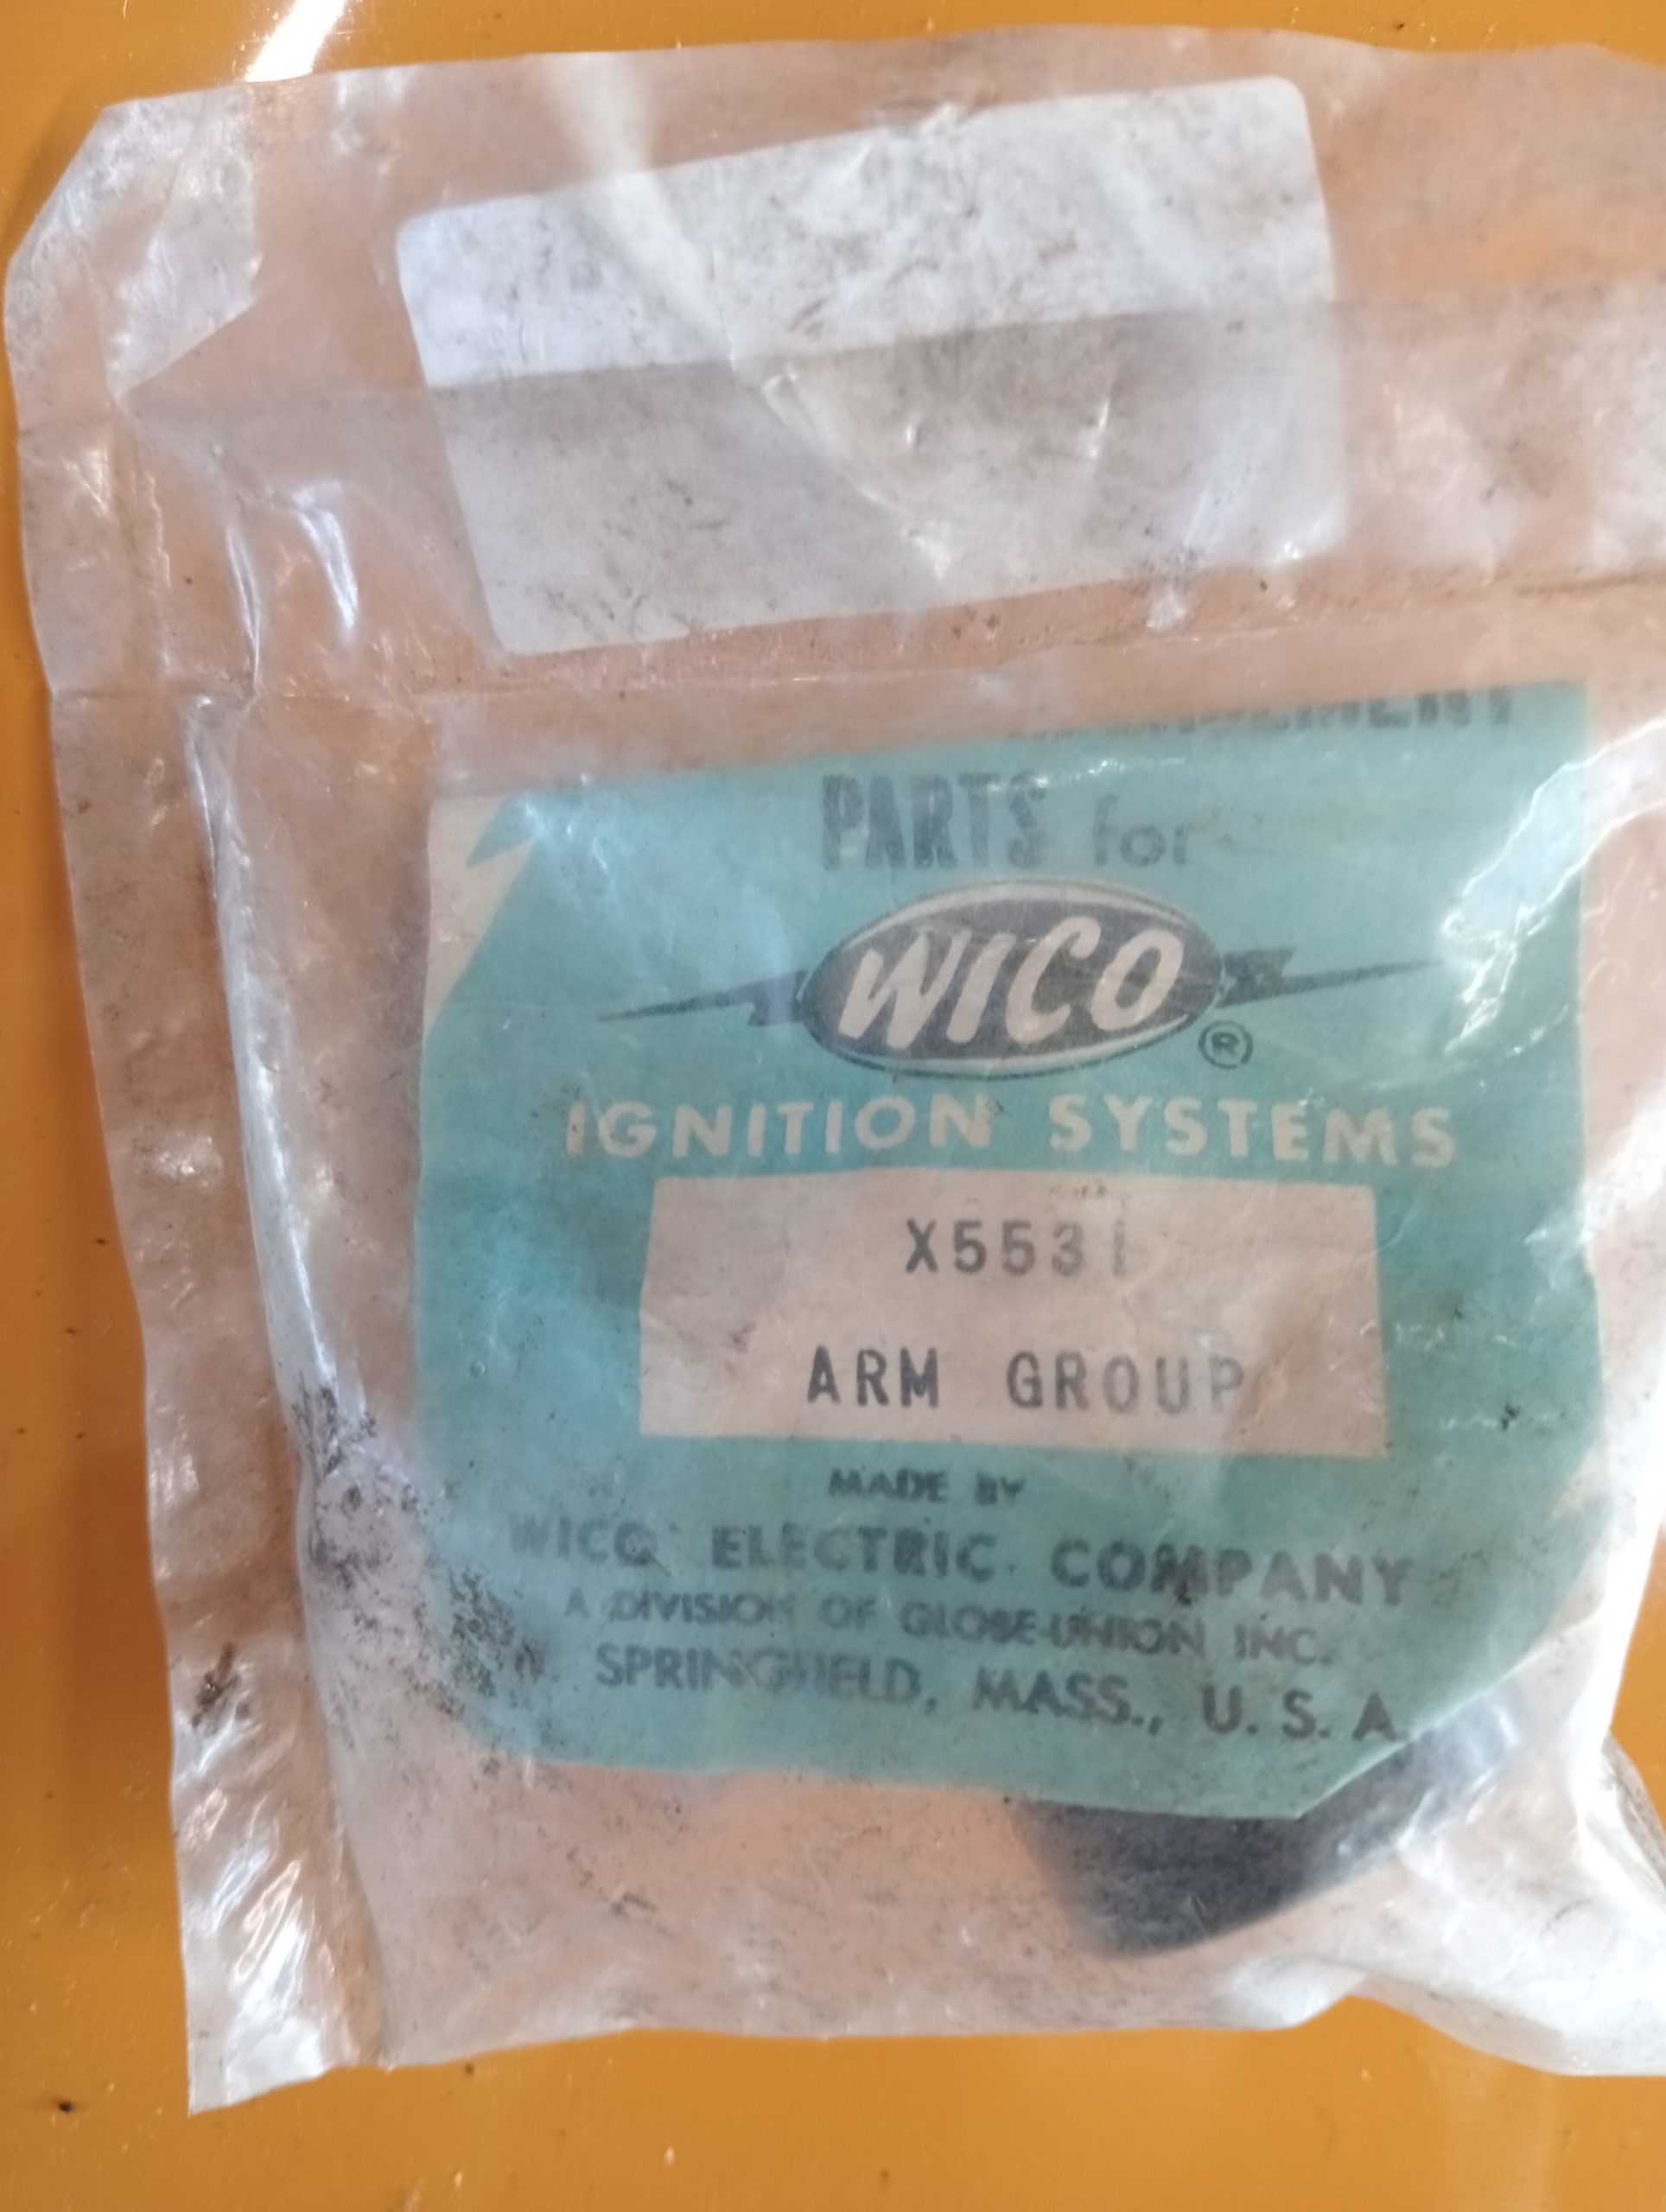 PARTS for
WICO
®
IGNITION SYSTEMS
X5531
ARM GROUP
MADE BY
WICO ELECTRIC COMPANY
A DIVISION OF GLOBE-UNION INC.
SPRINGFIELD, MASS., U. S. A.